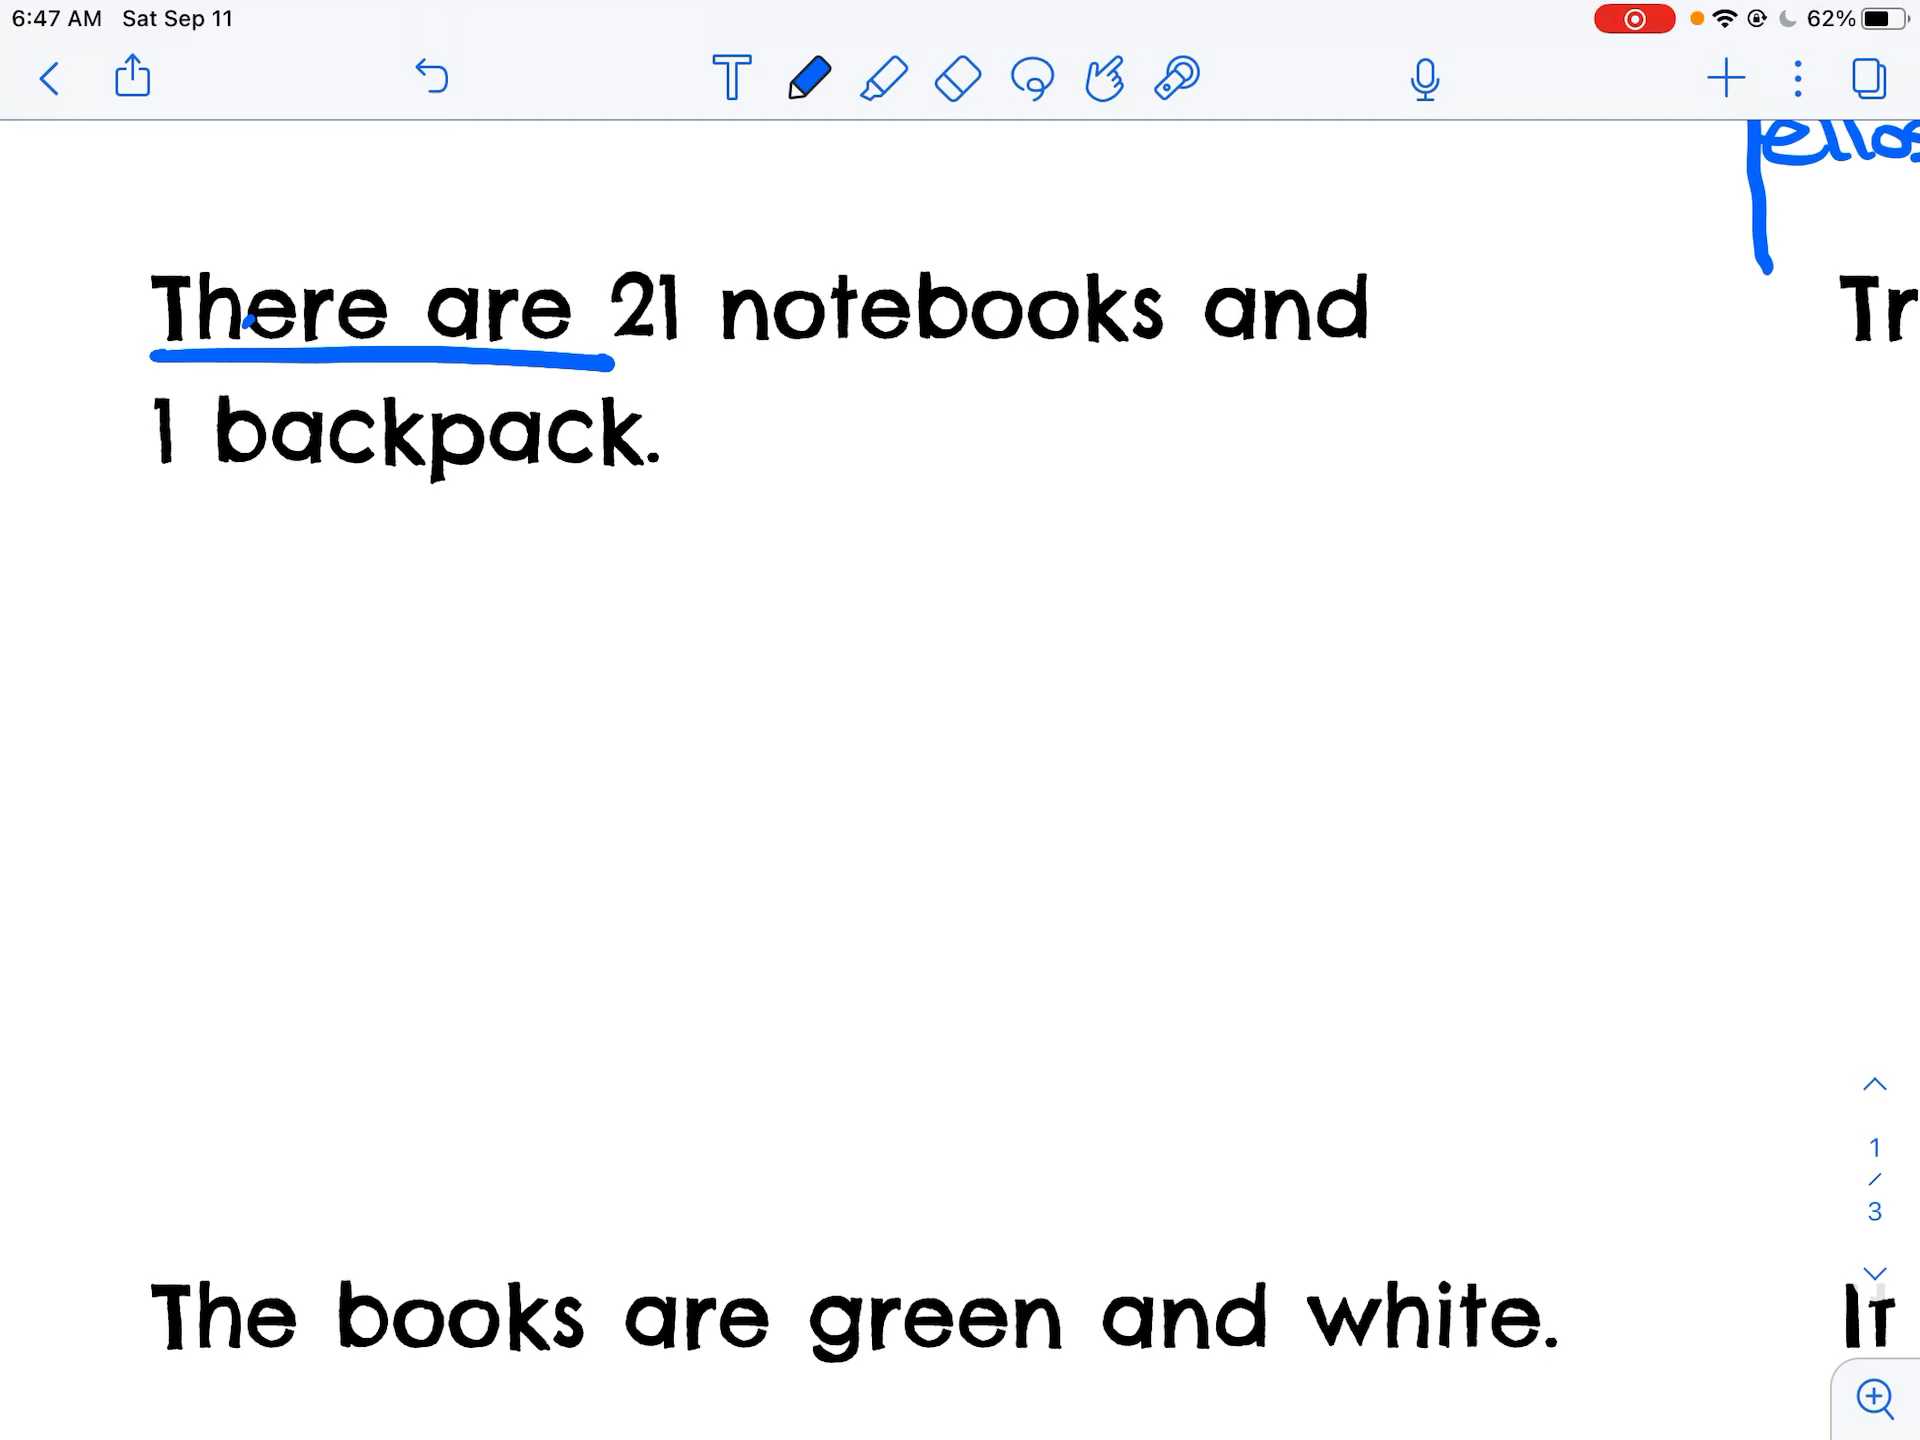 6:47 AM Sat Sep 11
62%
There are 21 notebooks and
1 backpack.
1
/
3
The books are green and white.
It